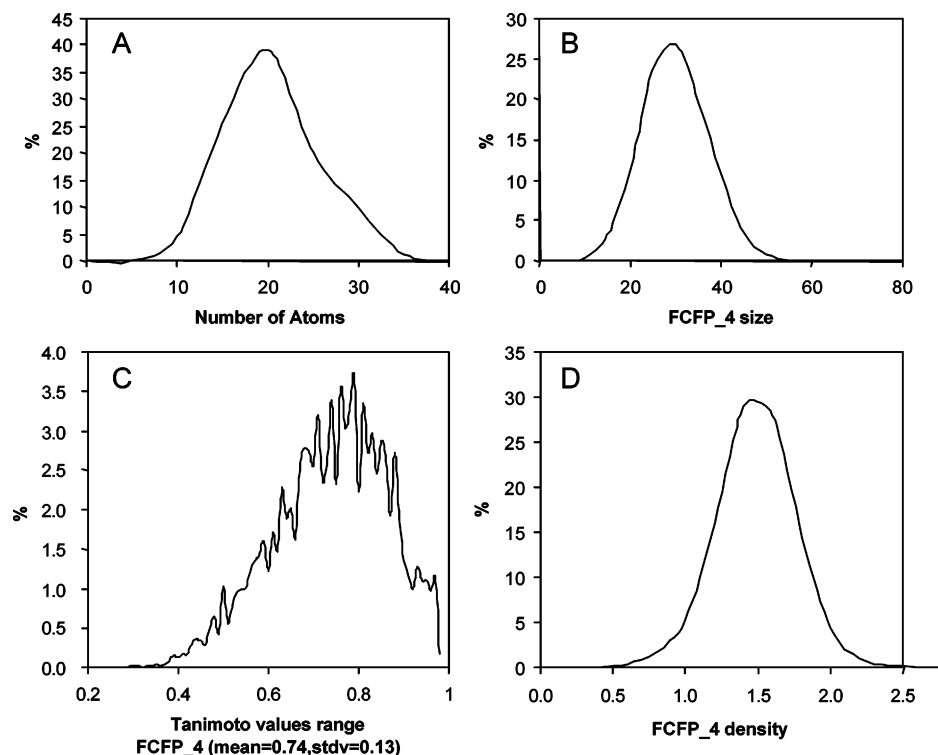 A
45
40
35
30
25
20
15
10
5
0
%
0 10 20 30 40
Number of Atoms
B
30
25
20
15
10
5
0
%
0 20 40 60 80
FCFP_4 size
C
4.0
3.5
3.0
2.5
2.0
1.5
1.0
0.5
0.0
%
0.2 0.4 0.6 0.8 1
Tanimoto values range
FCFP_4 (mean=0.74,stdv=0.13)
D
35
30
25
20
15
10
5
0
%
0.0 0.5 1.0 1.5 2.0 2.5
FCFP_4 density